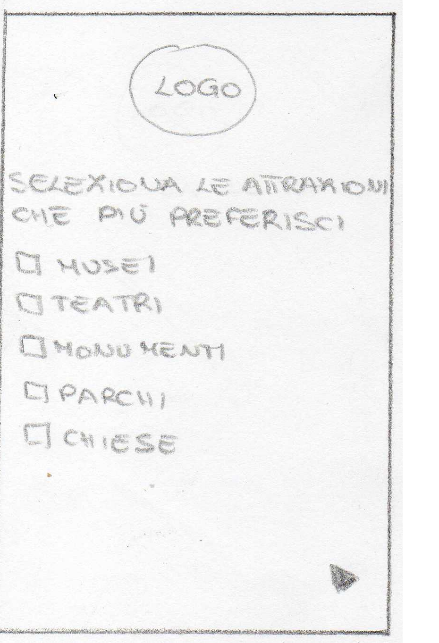 LOGO
SELEZIONA LE ATTRAZIONI
CHE PIÙ PREFERISCI
MUSEI
TEATRI
MONUMENTI
PARCHI
CHIESE